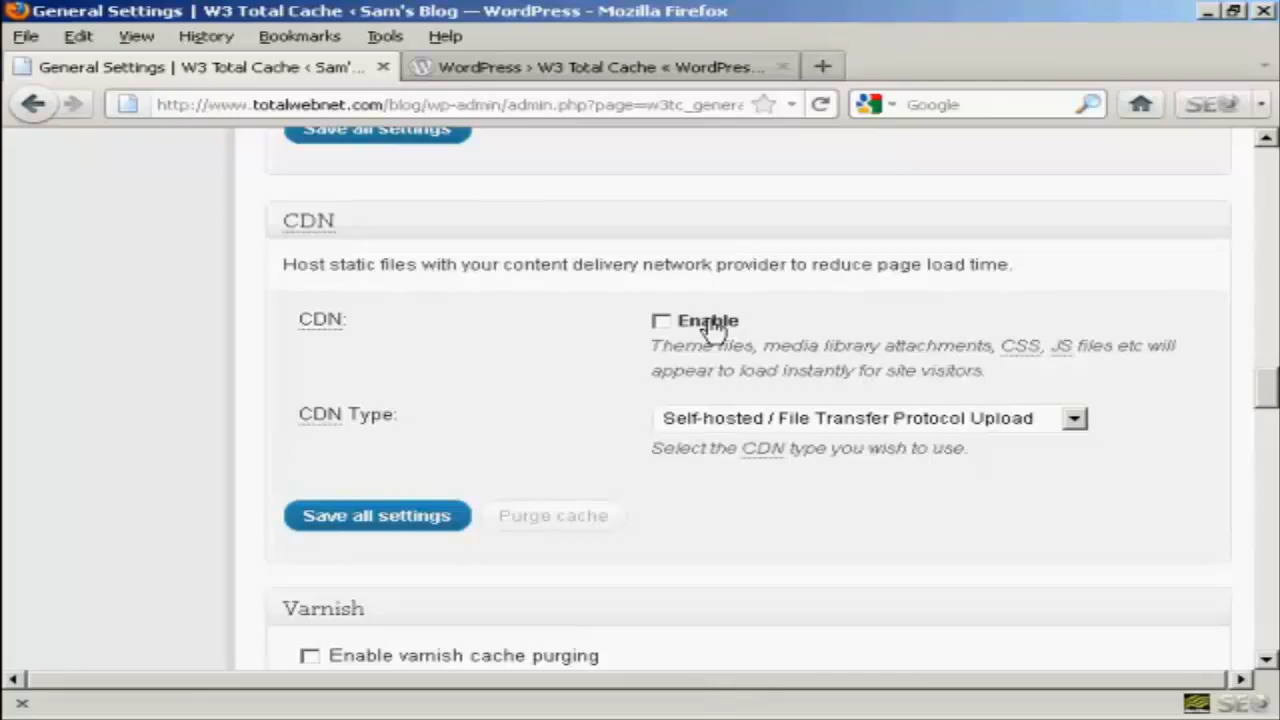 General Settings | W3 Total Cache ‹ Sam's Blog — WordPress - Mozilla Firefox
File Edit View History Bookmarks Tools Help
General Settings | W3 Total Cache ‹ Sam'... WordPress › W3 Total Cache « WordPres...
http://www.totalwebnet.com/blog/wp-admin/admin.php?page=w3tc_genera Google SEO
Save all settings
CDN
Host static files with your content delivery network provider to reduce page load time.
CDN: Enable
Theme files, media library attachments, CSS, JS files etc will
appear to load instantly for site visitors.
CDN Type: Self-hosted / File Transfer Protocol Upload
Select the CDN type you wish to use.
Save all settings Purge cache
Varnish
Enable varnish cache purging
SEO